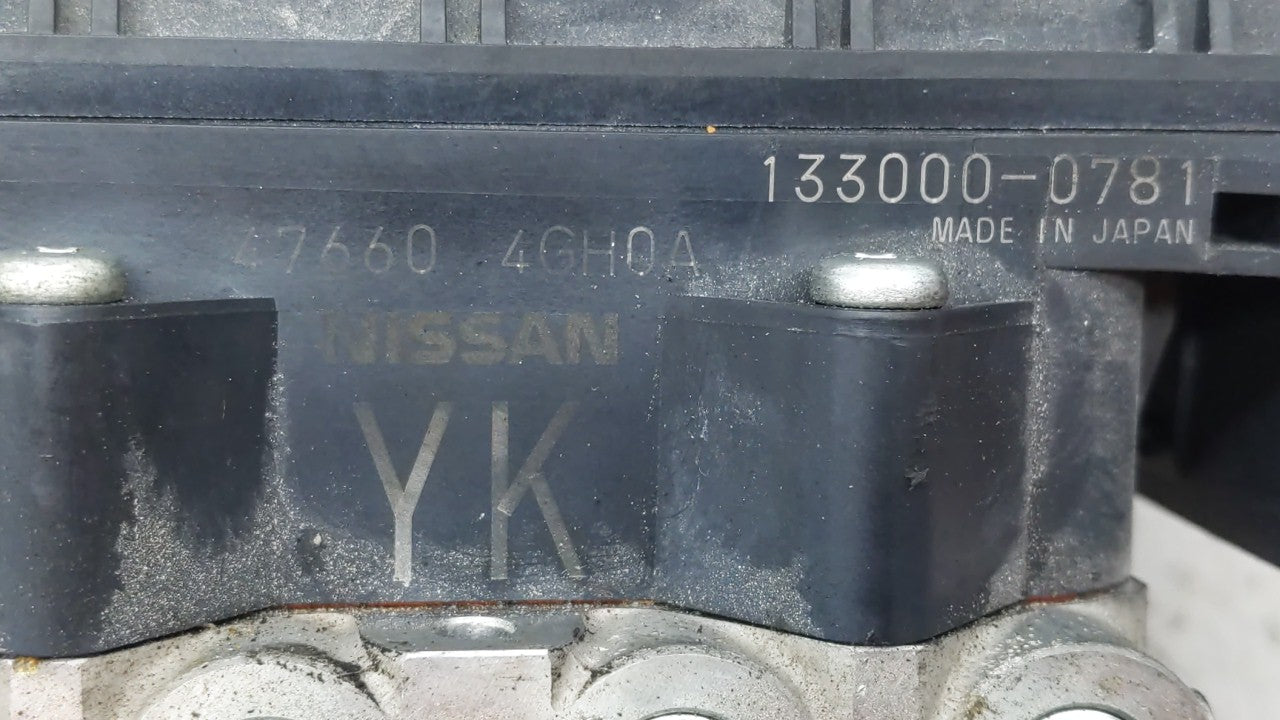 133000-0781
MADE IN JAPAN
47660 4GH0A
NISSAN
YK